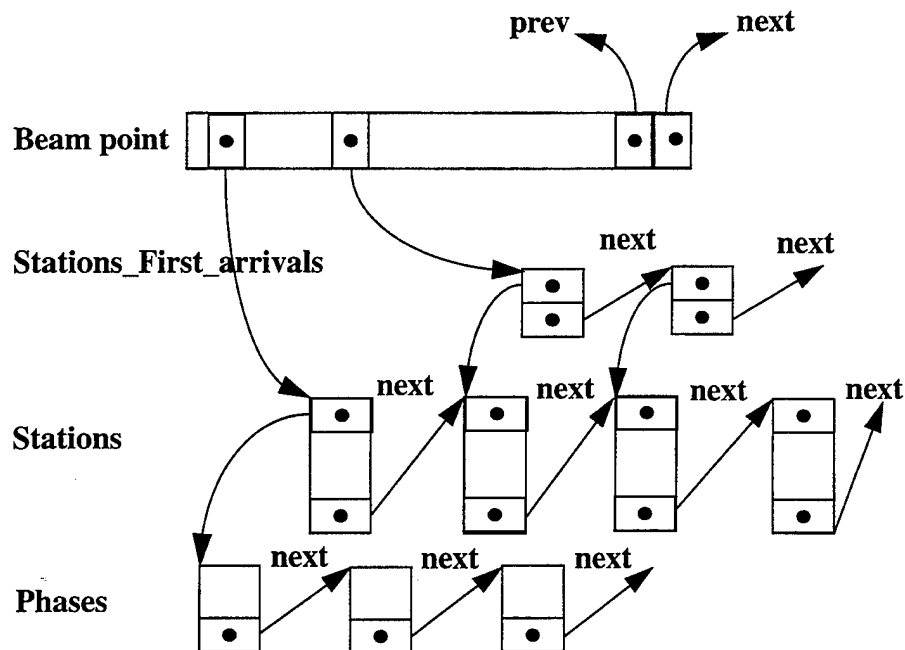 prev next
Beam point
next next
Stations_First_arrivals
next next next next
Stations
next next next
Phases